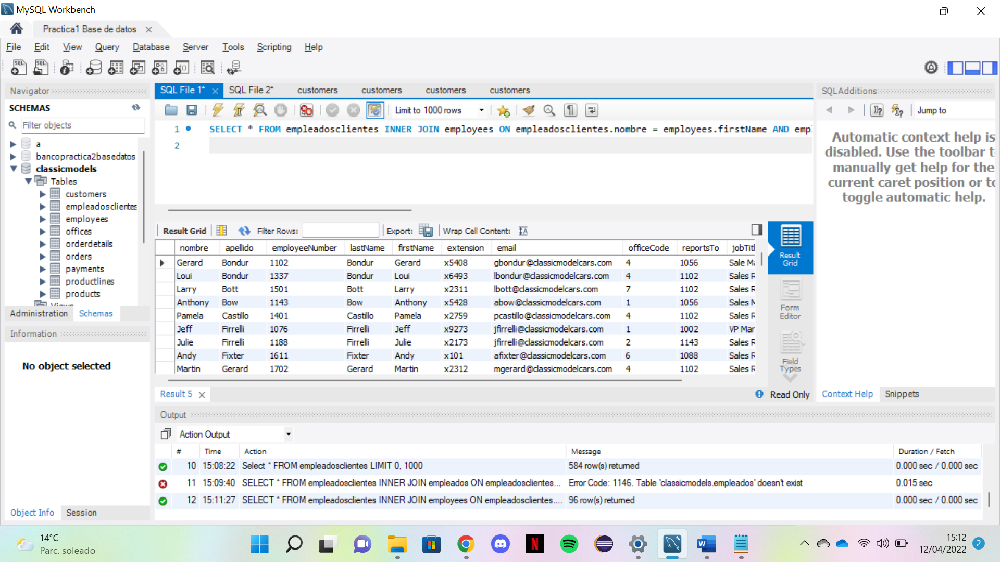 MySQL Workbench
Practica1 Base de datos
File Edit View Query Database Server Tools Scripting Help
Navigator
SCHEMAS
Filter objects
a
bancopractica2basedatos
classicmodels
Tables
customers
empleadosclientes
employees
offices
orderdetails
orders
payments
productlines
products
Views
Administration Schemas
Information
No object selected
Object Info Session
SQL File 1* SQL File 2* customers customers customers customers
Limit to 1000 rows
1 SELECT * FROM empleadosclientes INNER JOIN employees ON empleadosclientes.nombre = employees.firstName AND emp
2
Result Grid Filter Rows: Export: Wrap Cell Content:
nombre apellido employeeNumber lastName firstName extension email officeCode reportsTo jobTitl
Gerard Bondur 1102 Bondur Gerard x5408 gbondur@classicmodelcars.com 4 1056 Sale Ma
Loui Bondur 1337 Bondur Loui x6493 lbondur@classicmodelcars.com 4 1102 Sales R
Larry Bott 1501 Bott Larry x2311 lbott@classicmodelcars.com 7 1102 Sales R
Anthony Bow 1143 Bow Anthony x5428 abow@classicmodelcars.com 1 1056 Sales M
Pamela Castillo 1401 Castillo Pamela x2759 pcastillo@classicmodelcars.com 4 1102 Sales R
Jeff Firrelli 1076 Firrelli Jeff x9273 jfirrelli@classicmodelcars.com 1 1002 VP Mar
Julie Firrelli 1188 Firrelli Julie x2173 jfirrelli@classicmodelcars.com 2 1143 Sales R
Andy Fixter 1611 Fixter Andy x101 afixter@classicmodelcars.com 6 1088 Sales R
Martin Gerard 1702 Gerard Martin x2312 mgerard@classicmodelcars.com 4 1102 Sales R
Result
Grid
Form
Editor
Field
Types
Result 5 Read Only
SQLAdditions
Jump to
Automatic context help is
disabled. Use the toolbar t
manually get help for the
current caret position or to
toggle automatic help.
Context Help Snippets
Output
Action Output
# Time Action Message Duration / Fetch
10 15:08:22 Select * FROM empleadosclientes LIMIT 0, 1000 584 row(s) returned 0.000 sec / 0.000 sec
11 15:09:40 SELECT * FROM empleadosclientes INNER JOIN empleados ON empleadosclientes... Error Code: 1146. Table 'classicmodels.empleados' doesn't exist 0.015 sec
12 15:11:27 SELECT * FROM empleadosclientes INNER JOIN employees ON empleadosclientes.... 96 row(s) returned 0.000 sec / 0.000 sec
14°C
Parc. soleado
15:12
12/04/2022
2